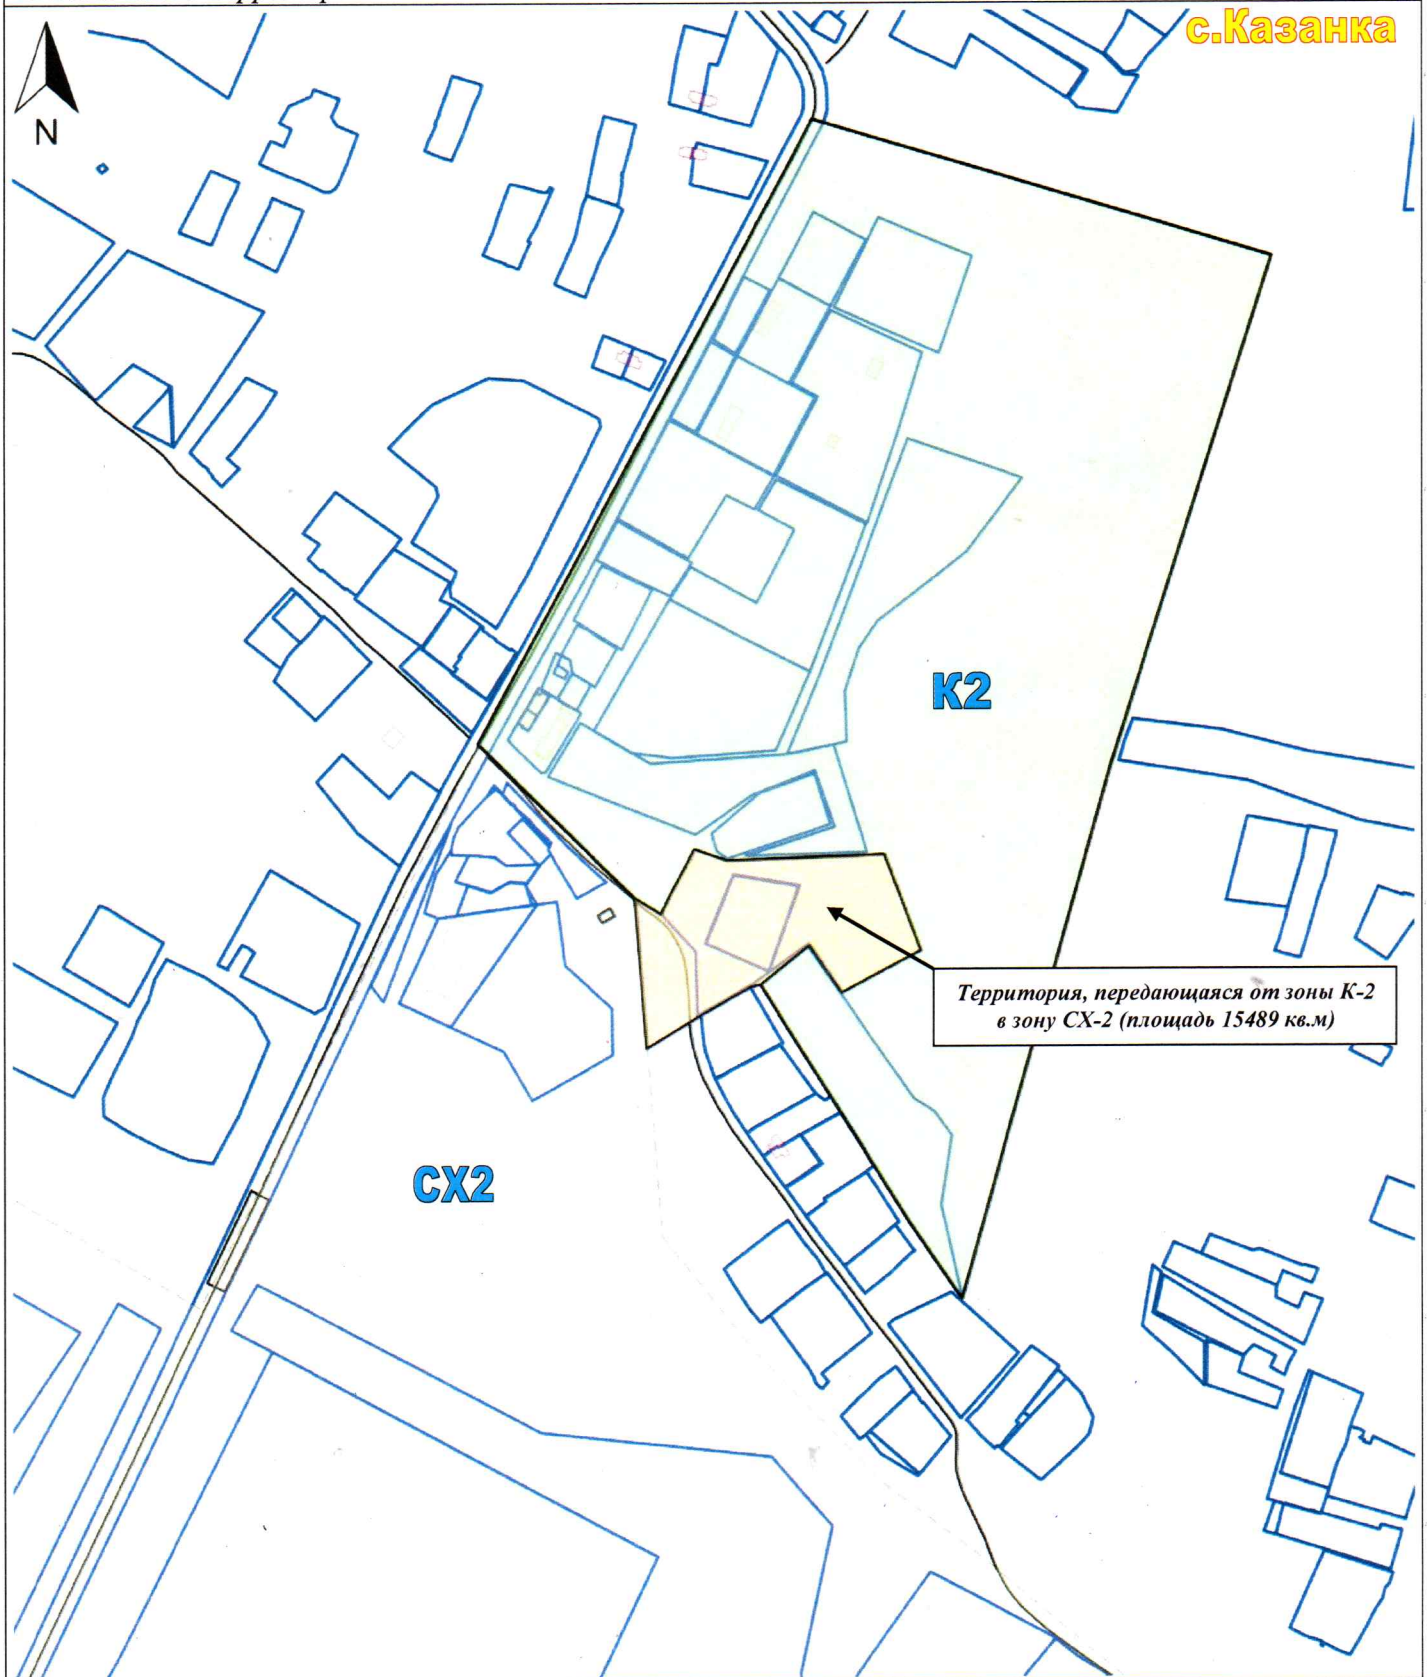 с.Казанка
N
К2
Территория, передающаяся от зоны К-2
в зону СХ-2 (площадь 15489 кв.м)
СХ2